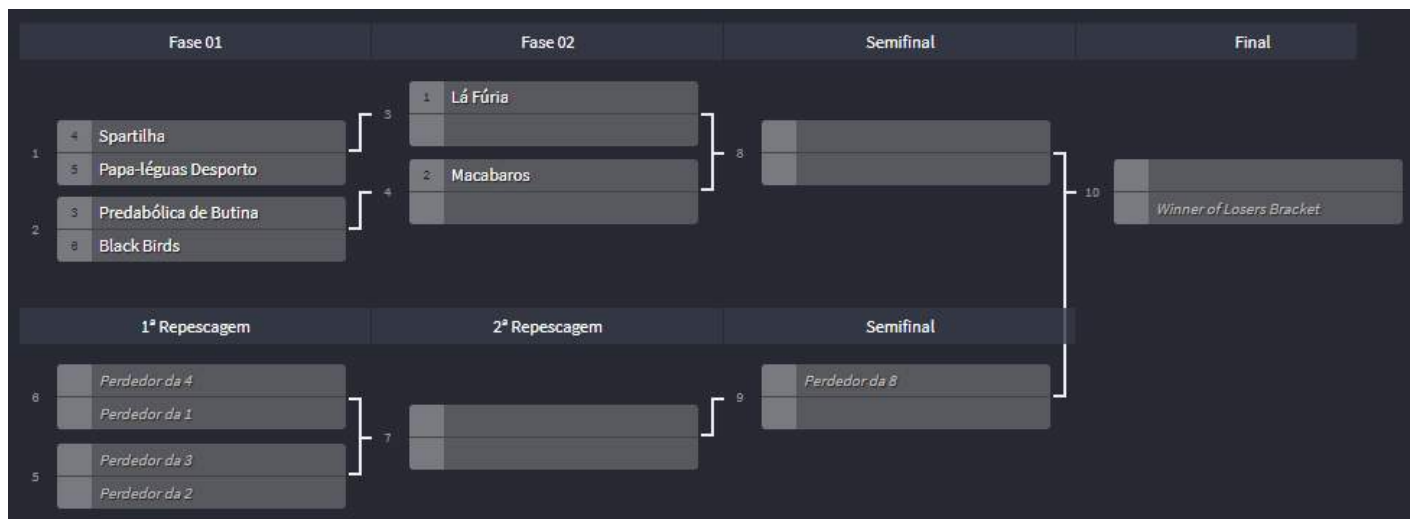 Fase 01 Fase 02 Semifinal Final
1 Lá Fúria
3
4 Spartilha
1 8
5 Papa-léguas Desporto 2 Macabaros
4 10
3 Predabólica de Butina Winner of Losers Bracket
2
6 Black Birds
1ª Repescagem 2ª Repescagem Semifinal
Perdedor da 4 Perdedor da 8
6 9
Perdedor da 1
7
Perdedor da 3
5
Perdedor da 2